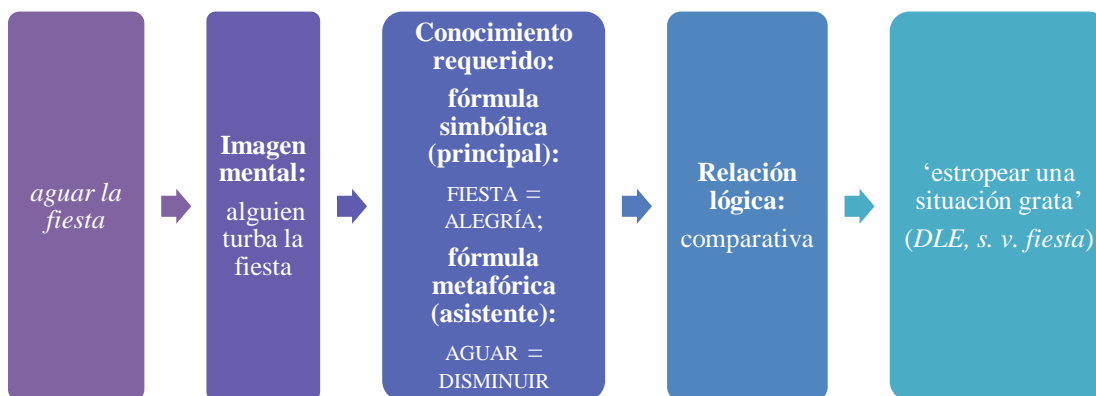 aguar la
fiesta
Imagen
mental:
alguien
turba la
fiesta
Conocimiento
requerido:
fórmula
simbólica
(principal):
FIESTA =
ALEGRÍA;
fórmula
metafórica
(asistente):
AGUAR =
DISMINUIR
Relación
lógica:
comparativa
‘estropear una
situación grata’
(DLE, s. v. fiesta)